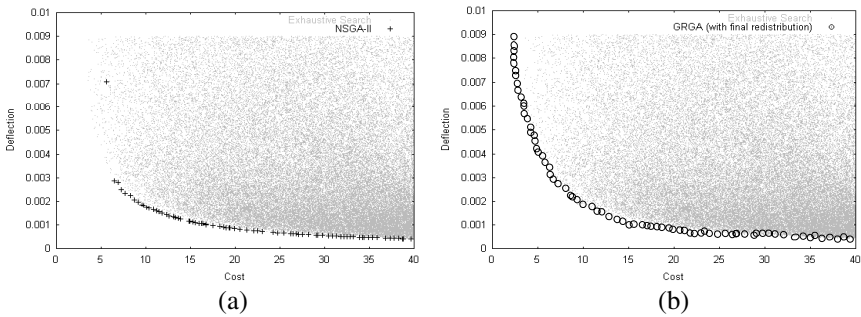 0.01
Exhaustive Search
NSGA-II
0.009
0.008
0.007
0.006
0.005
0.004
0.003
0.002
0.001
0
Deflection
0 5 10 15 20 25 30 35 40
Cost
(a)
0.01
Exhaustive Search
GRGA (with final redistribution)
0.009
0.008
0.007
0.006
0.005
0.004
0.003
0.002
0.001
0
Deflection
0 5 10 15 20 25 30 35 40
Cost
(b)